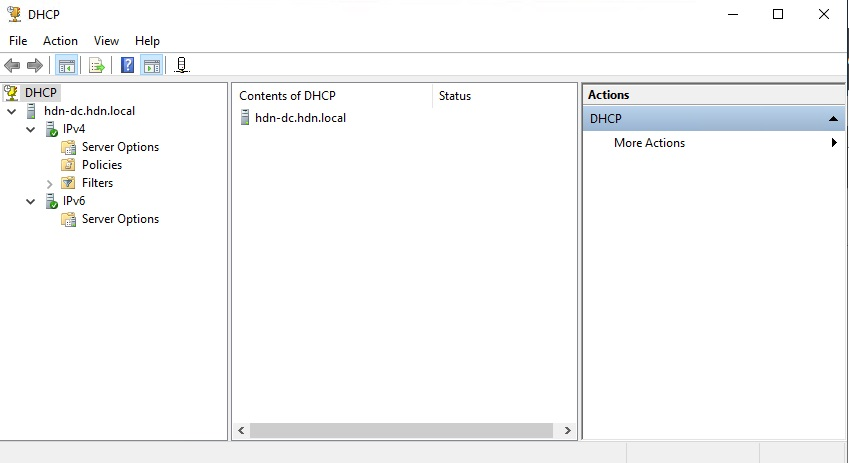 DHCP
File Action View Help
DHCP
hdn-dc.hdn.local
IPv4
Server Options
Policies
Filters
IPv6
Server Options
Contents of DHCP Status
hdn-dc.hdn.local
Actions
DHCP
More Actions